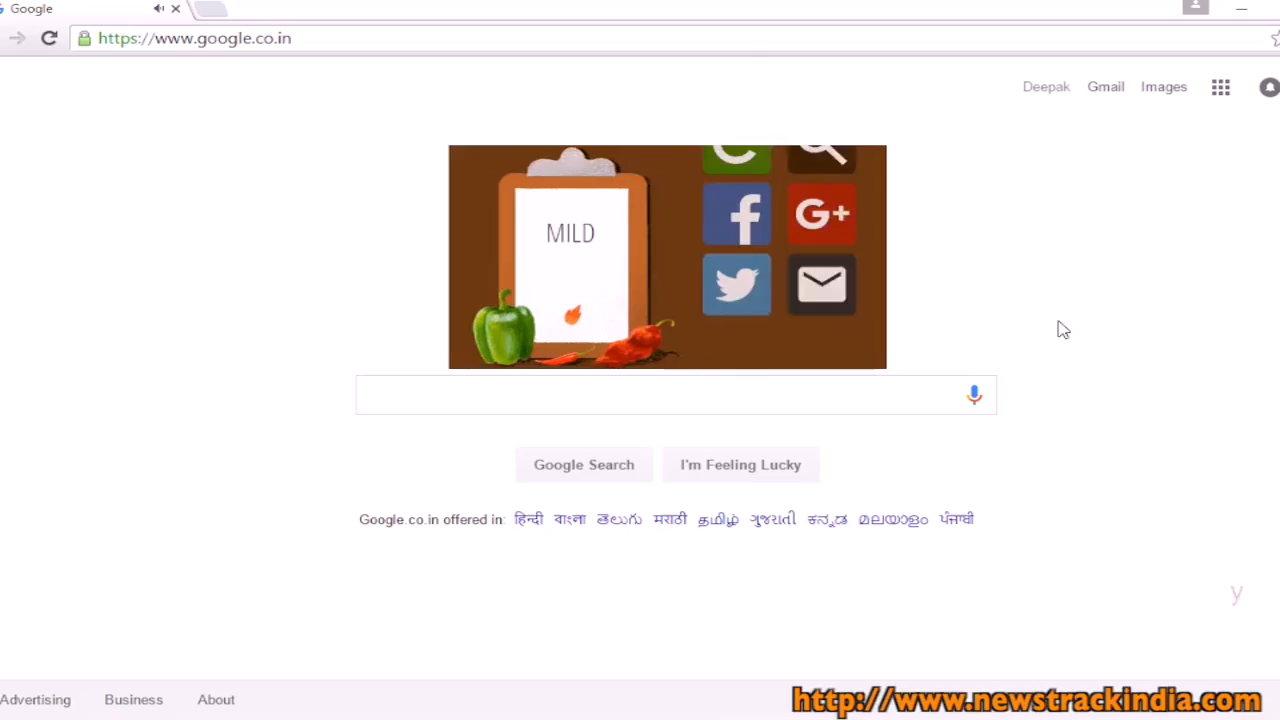 Google
https://www.google.co.in
Deepak Gmail Images
MILD
G+
Google Search I'm Feeling Lucky
Google.co.in offered in: हिन्दी বাংলা తెలుగు मराठी தமிழ் ગુજરાતી ಕನ್ನಡ മലയാളം ਪੰਜਾਬੀ
y
Advertising Business About
http://www.newstrackindia.com